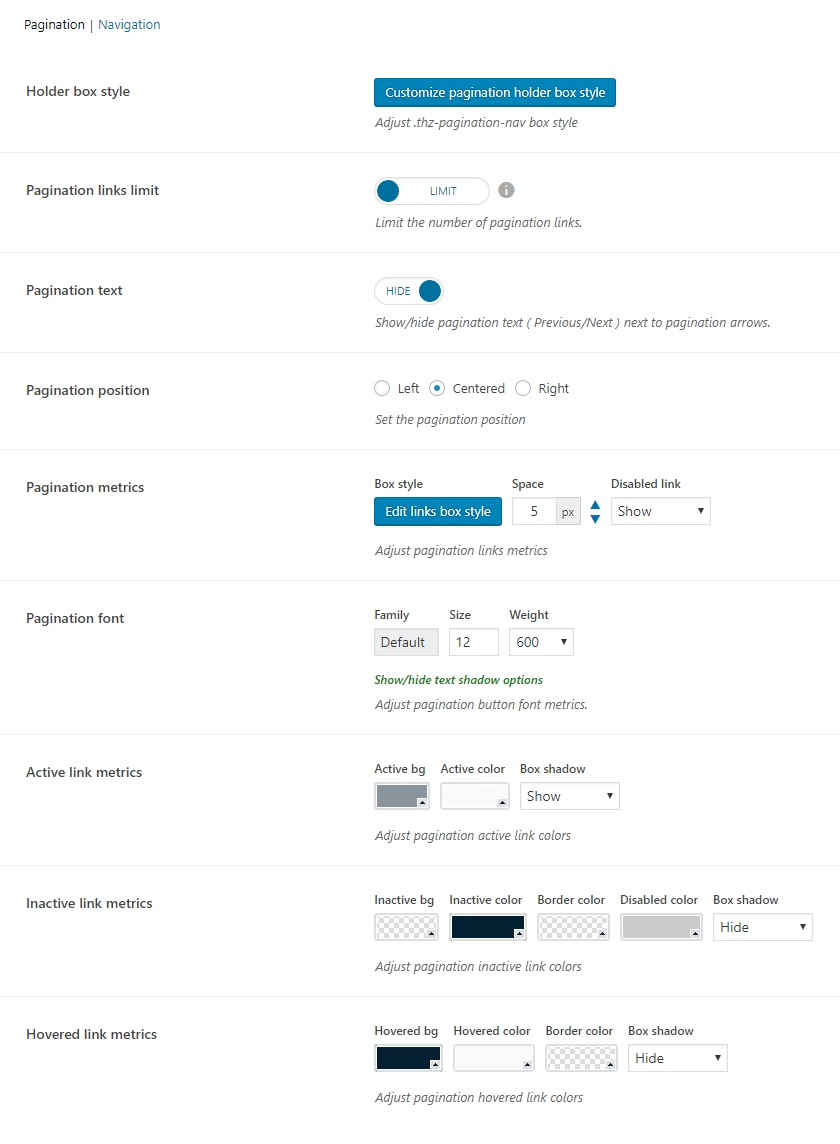 Pagination | Navigation
Holder box style
Customize pagination holder box style
Adjust .thz-pagination-nav box style
Pagination links limit
LIMIT
Limit the number of pagination links.
Pagination text
HIDE
Show/hide pagination text ( Previous/Next ) next to pagination arrows.
Pagination position
Left Centered Right
Set the pagination position
Pagination metrics
Box style Space Disabled link
Edit links box style 5 px Show
Adjust pagination links metrics
Pagination font
Family Size Weight
Default 12 600
Show/hide text shadow options
Adjust pagination button font metrics.
Active link metrics
Active bg Active color Box shadow
Show
Adjust pagination active link colors
Inactive link metrics
Inactive bg Inactive color Border color Disabled color Box shadow
Hide
Adjust pagination inactive link colors
Hovered link metrics
Hovered bg Hovered color Border color Box shadow
Hide
Adjust pagination hovered link colors